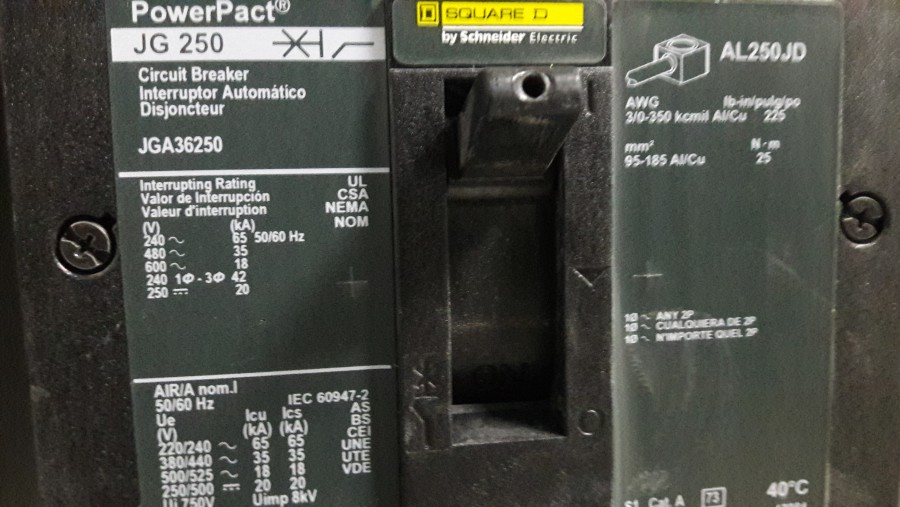 PowerPact®
JG 250
Circuit Breaker
Interruptor Automático
Disjoncteur
JGA36250
Interrupting Rating UL
Valor de Interrupción CSA
Valeur d'interruption NEMA
(V) (kA) NOM
240 ~ 65 50/60 Hz
480 ~ 35
600 ~ 18
240 1Φ - 3Φ 42
250 ⎓ 20
AIR/A nom.I
50/60 Hz IEC 60947-2
Ue Icu Ics AS
(V) (kA) (kA) BS
220/240 ~ 65 65 CEI
380/440 ~ 35 35 UNE
500/525 ~ 18 18 UTE
250/500 ⎓ 20 20 VDE
Ui 750V Uimp 8kV
SQUARE D
by Schneider Electric
I
O
AL250JD
AWG lb-in/pulg/po
3/0-350 kcmil Al/Cu 225
mm² N·m
95-185 Al/Cu 25
1Ø ~ ANY 2P
1Ø ~ CUALQUIERA DE 2P
1Ø ~ N'IMPORTE QUEL 2P
Cat. A 73 40°C